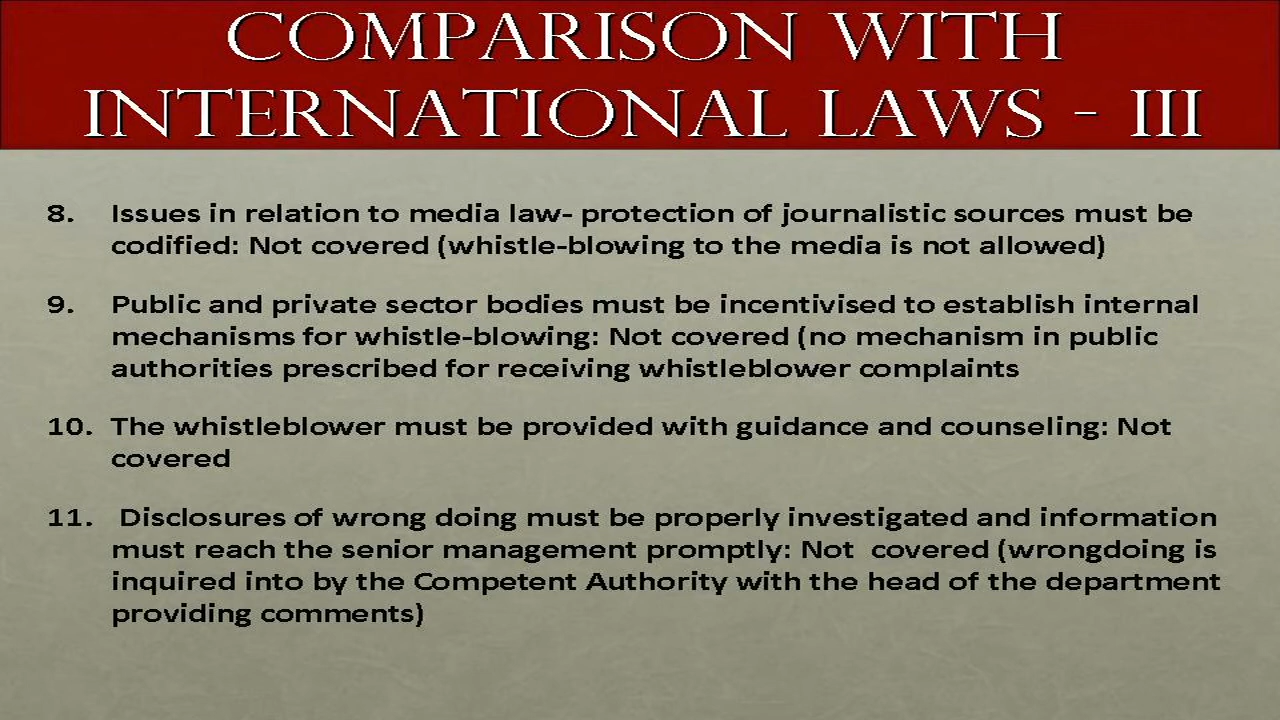 COMPARISON WITH
INTERNATIONAL LAWS - III
8. Issues in relation to media law- protection of journalistic sources must be
codified: Not covered (whistle-blowing to the media is not allowed)
9. Public and private sector bodies must be incentivised to establish internal
mechanisms for whistle-blowing: Not covered (no mechanism in public
authorities prescribed for receiving whistleblower complaints
10. The whistleblower must be provided with guidance and counseling: Not
covered
11. Disclosures of wrong doing must be properly investigated and information
must reach the senior management promptly: Not covered (wrongdoing is
inquired into by the Competent Authority with the head of the department
providing comments)